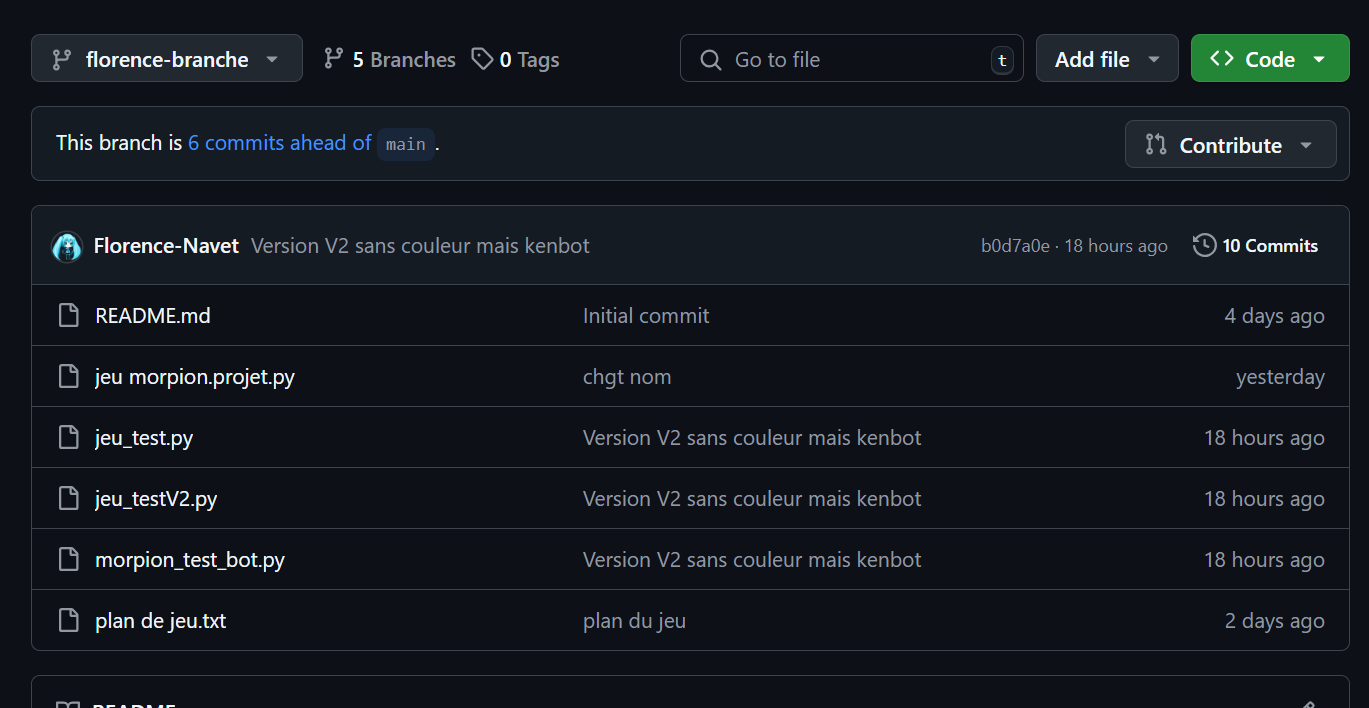 florence-branche 5 Branches 0 Tags Go to file t Add file Code
This branch is 6 commits ahead of main .
Contribute
Florence-Navet Version V2 sans couleur mais kenbot b0d7a0e · 18 hours ago 10 Commits
README.md Initial commit 4 days ago
jeu morpion.projet.py chgt nom yesterday
jeu_test.py Version V2 sans couleur mais kenbot 18 hours ago
jeu_testV2.py Version V2 sans couleur mais kenbot 18 hours ago
morpion_test_bot.py Version V2 sans couleur mais kenbot 18 hours ago
plan de jeu.txt plan du jeu 2 days ago
README